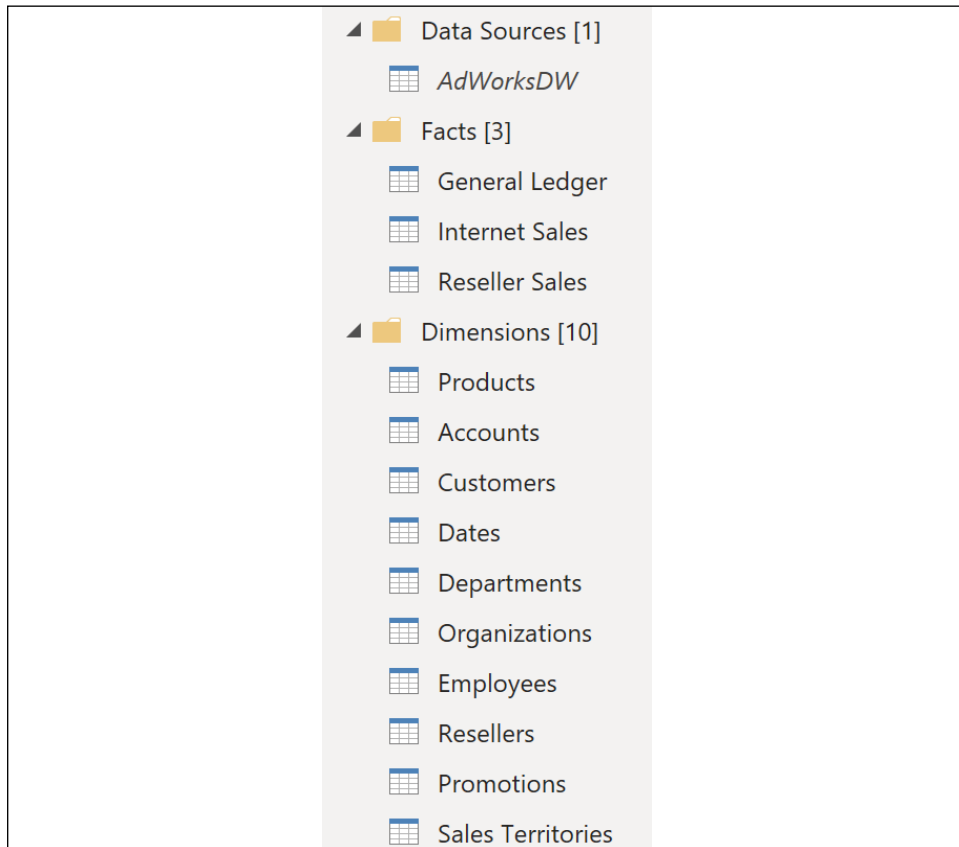 Data Sources [1]
AdWorksDW
Facts [3]
General Ledger
Internet Sales
Reseller Sales
Dimensions [10]
Products
Accounts
Customers
Dates
Departments
Organizations
Employees
Resellers
Promotions
Sales Territories